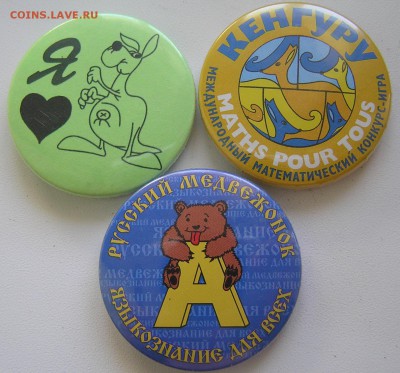 COINS.LAVE.RU
Я
КЕНГУРУ
MATHS POUR TOUS
МЕЖДУНАРОДНЫЙ МАТЕМАТИЧЕСКИЙ КОНКУРС-ИГРА
РУССКИЙ МЕДВЕЖОНОК
А
ЯЗЫКОЗНАНИЕ ДЛЯ ВСЕХ